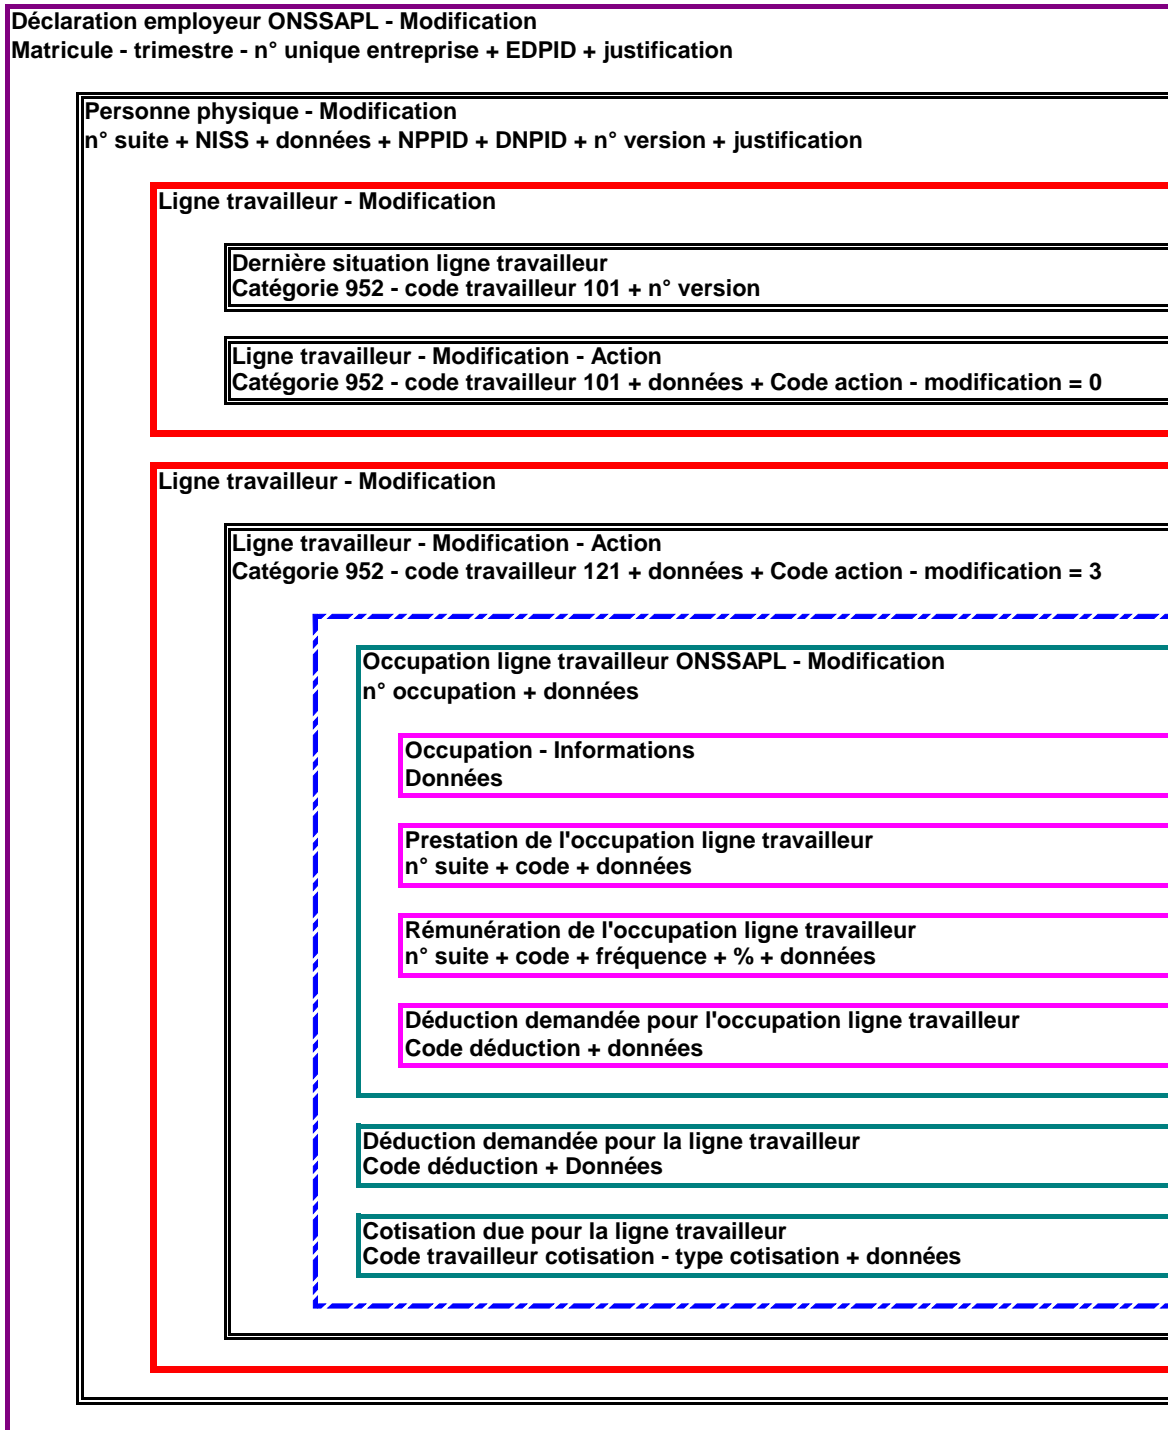 Déclaration employeur ONSSAPL - Modification
Matricule - trimestre - n° unique entreprise + EDPID + justification
Personne physique - Modification
n° suite + NISS + données + NPPID + DNPID + n° version + justification
Ligne travailleur - Modification
Dernière situation ligne travailleur
Catégorie 952 - code travailleur 101 + n° version
Ligne travailleur - Modification - Action
Catégorie 952 - code travailleur 101 + données + Code action - modification = 0
Ligne travailleur - Modification
Ligne travailleur - Modification - Action
Catégorie 952 - code travailleur 121 + données + Code action - modification = 3
Occupation ligne travailleur ONSSAPL - Modification
n° occupation + données
Occupation - Informations
Données
Prestation de l'occupation ligne travailleur
n° suite + code + données
Rémunération de l'occupation ligne travailleur
n° suite + code + fréquence + % + données
Déduction demandée pour l'occupation ligne travailleur
Code déduction + données
Déduction demandée pour la ligne travailleur
Code déduction + Données
Cotisation due pour la ligne travailleur
Code travailleur cotisation - type cotisation + données